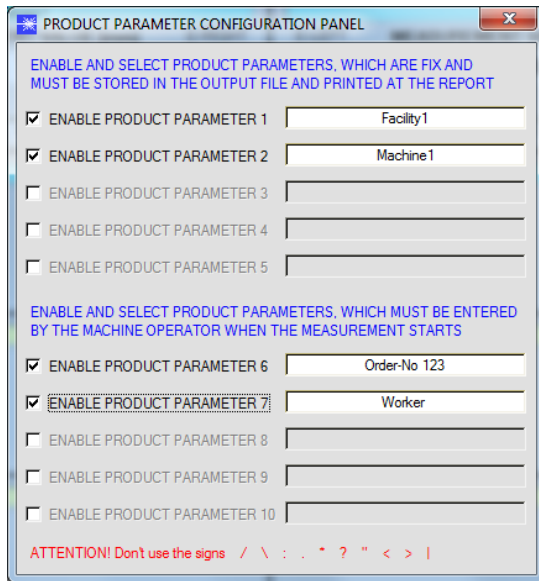 PRODUCT PARAMETER CONFIGURATION PANEL
ENABLE AND SELECT PRODUCT PARAMETERS, WHICH ARE FIX AND
MUST BE STORED IN THE OUTPUT FILE AND PRINTED AT THE REPORT
ENABLE PRODUCT PARAMETER 1 Facility1
ENABLE PRODUCT PARAMETER 2 Machine1
ENABLE PRODUCT PARAMETER 3
ENABLE PRODUCT PARAMETER 4
ENABLE PRODUCT PARAMETER 5
ENABLE AND SELECT PRODUCT PARAMETERS, WHICH MUST BE ENTERED
BY THE MACHINE OPERATOR WHEN THE MEASUREMENT STARTS
ENABLE PRODUCT PARAMETER 6 Order-No 123
ENABLE PRODUCT PARAMETER 7 Worker
ENABLE PRODUCT PARAMETER 8
ENABLE PRODUCT PARAMETER 9
ENABLE PRODUCT PARAMETER 10
ATTENTION! Don't use the signs / \ : . * ? " < > |